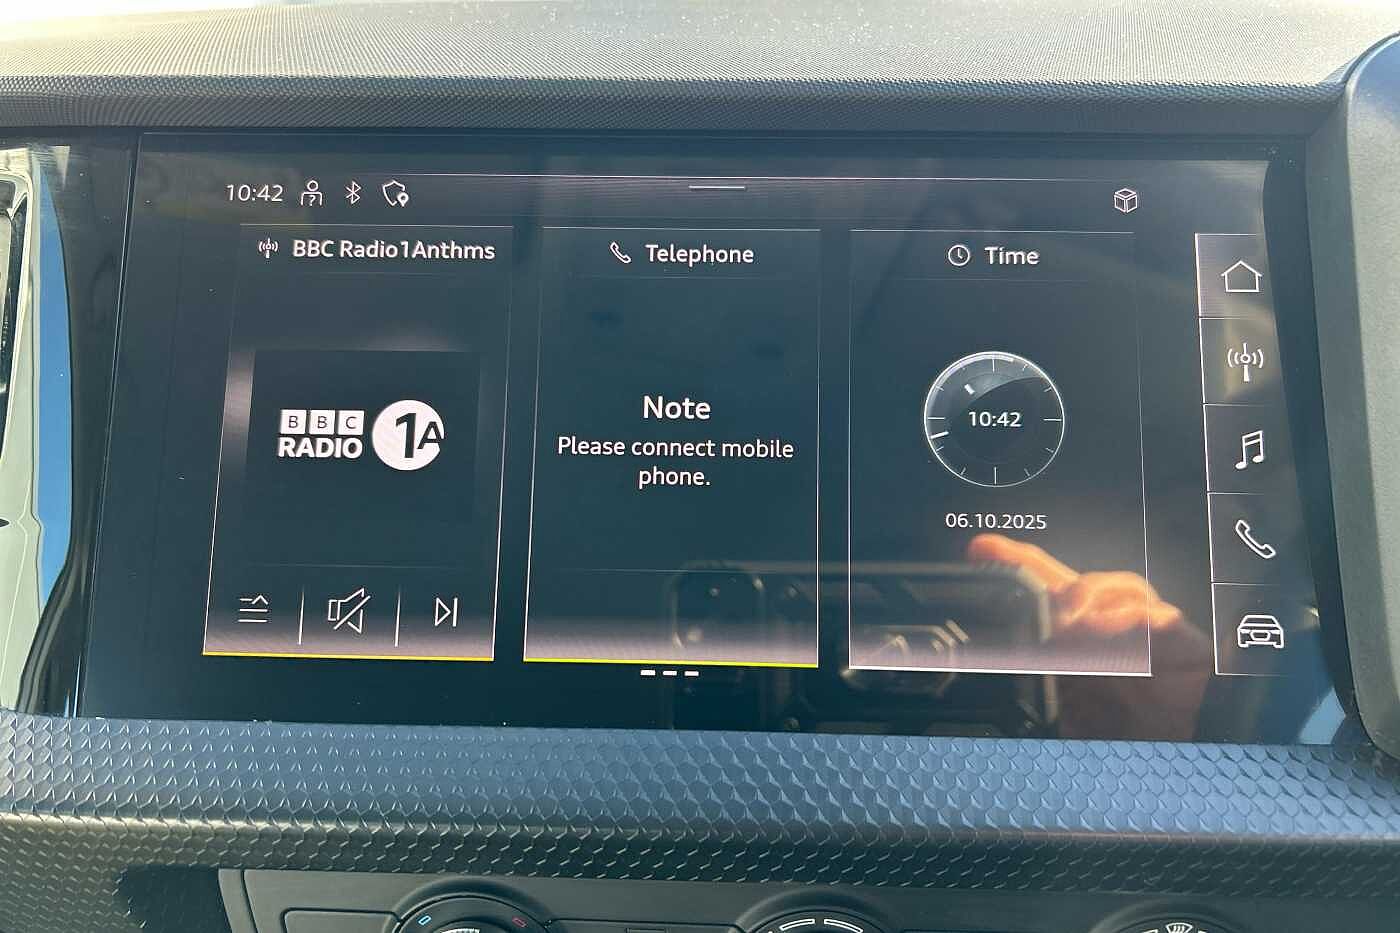 10:42
BBC Radio1Anthms
BBC
RADIO 1A
Telephone
Note
Please connect mobile
phone.
Time
10:42
06.10.2025